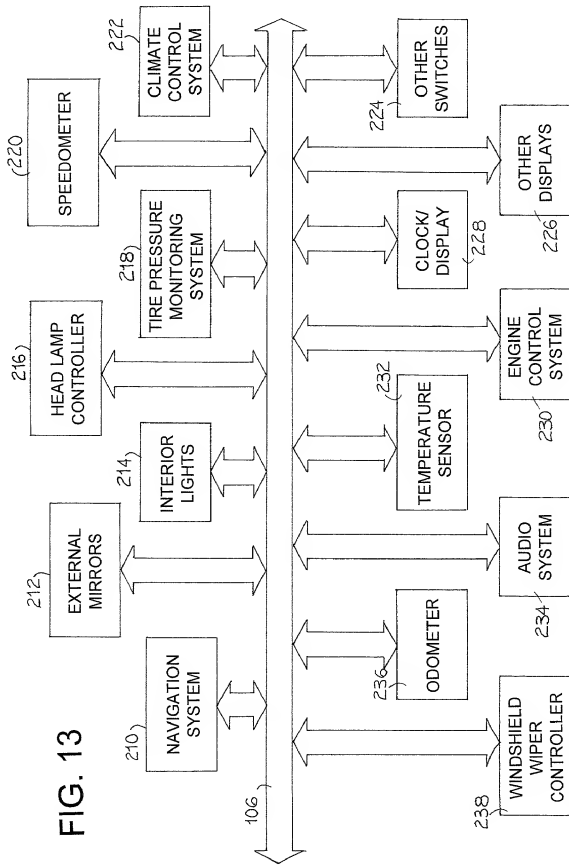 FIG. 13
210
NAVIGATION
SYSTEM
212
EXTERNAL
MIRRORS
214
INTERIOR
LIGHTS
216
HEAD LAMP
CONTROLLER
218
TIRE PRESSURE
MONITORING
SYSTEM
220
SPEEDOMETER
222
CLIMATE
CONTROL
SYSTEM
106
238
WINDSHIELD
WIPER
CONTROLLER
236
ODOMETER
234
AUDIO
SYSTEM
232
TEMPERATURE
SENSOR
230
ENGINE
CONTROL
SYSTEM
228
CLOCK/
DISPLAY
226
OTHER
DISPLAYS
224
OTHER
SWITCHES